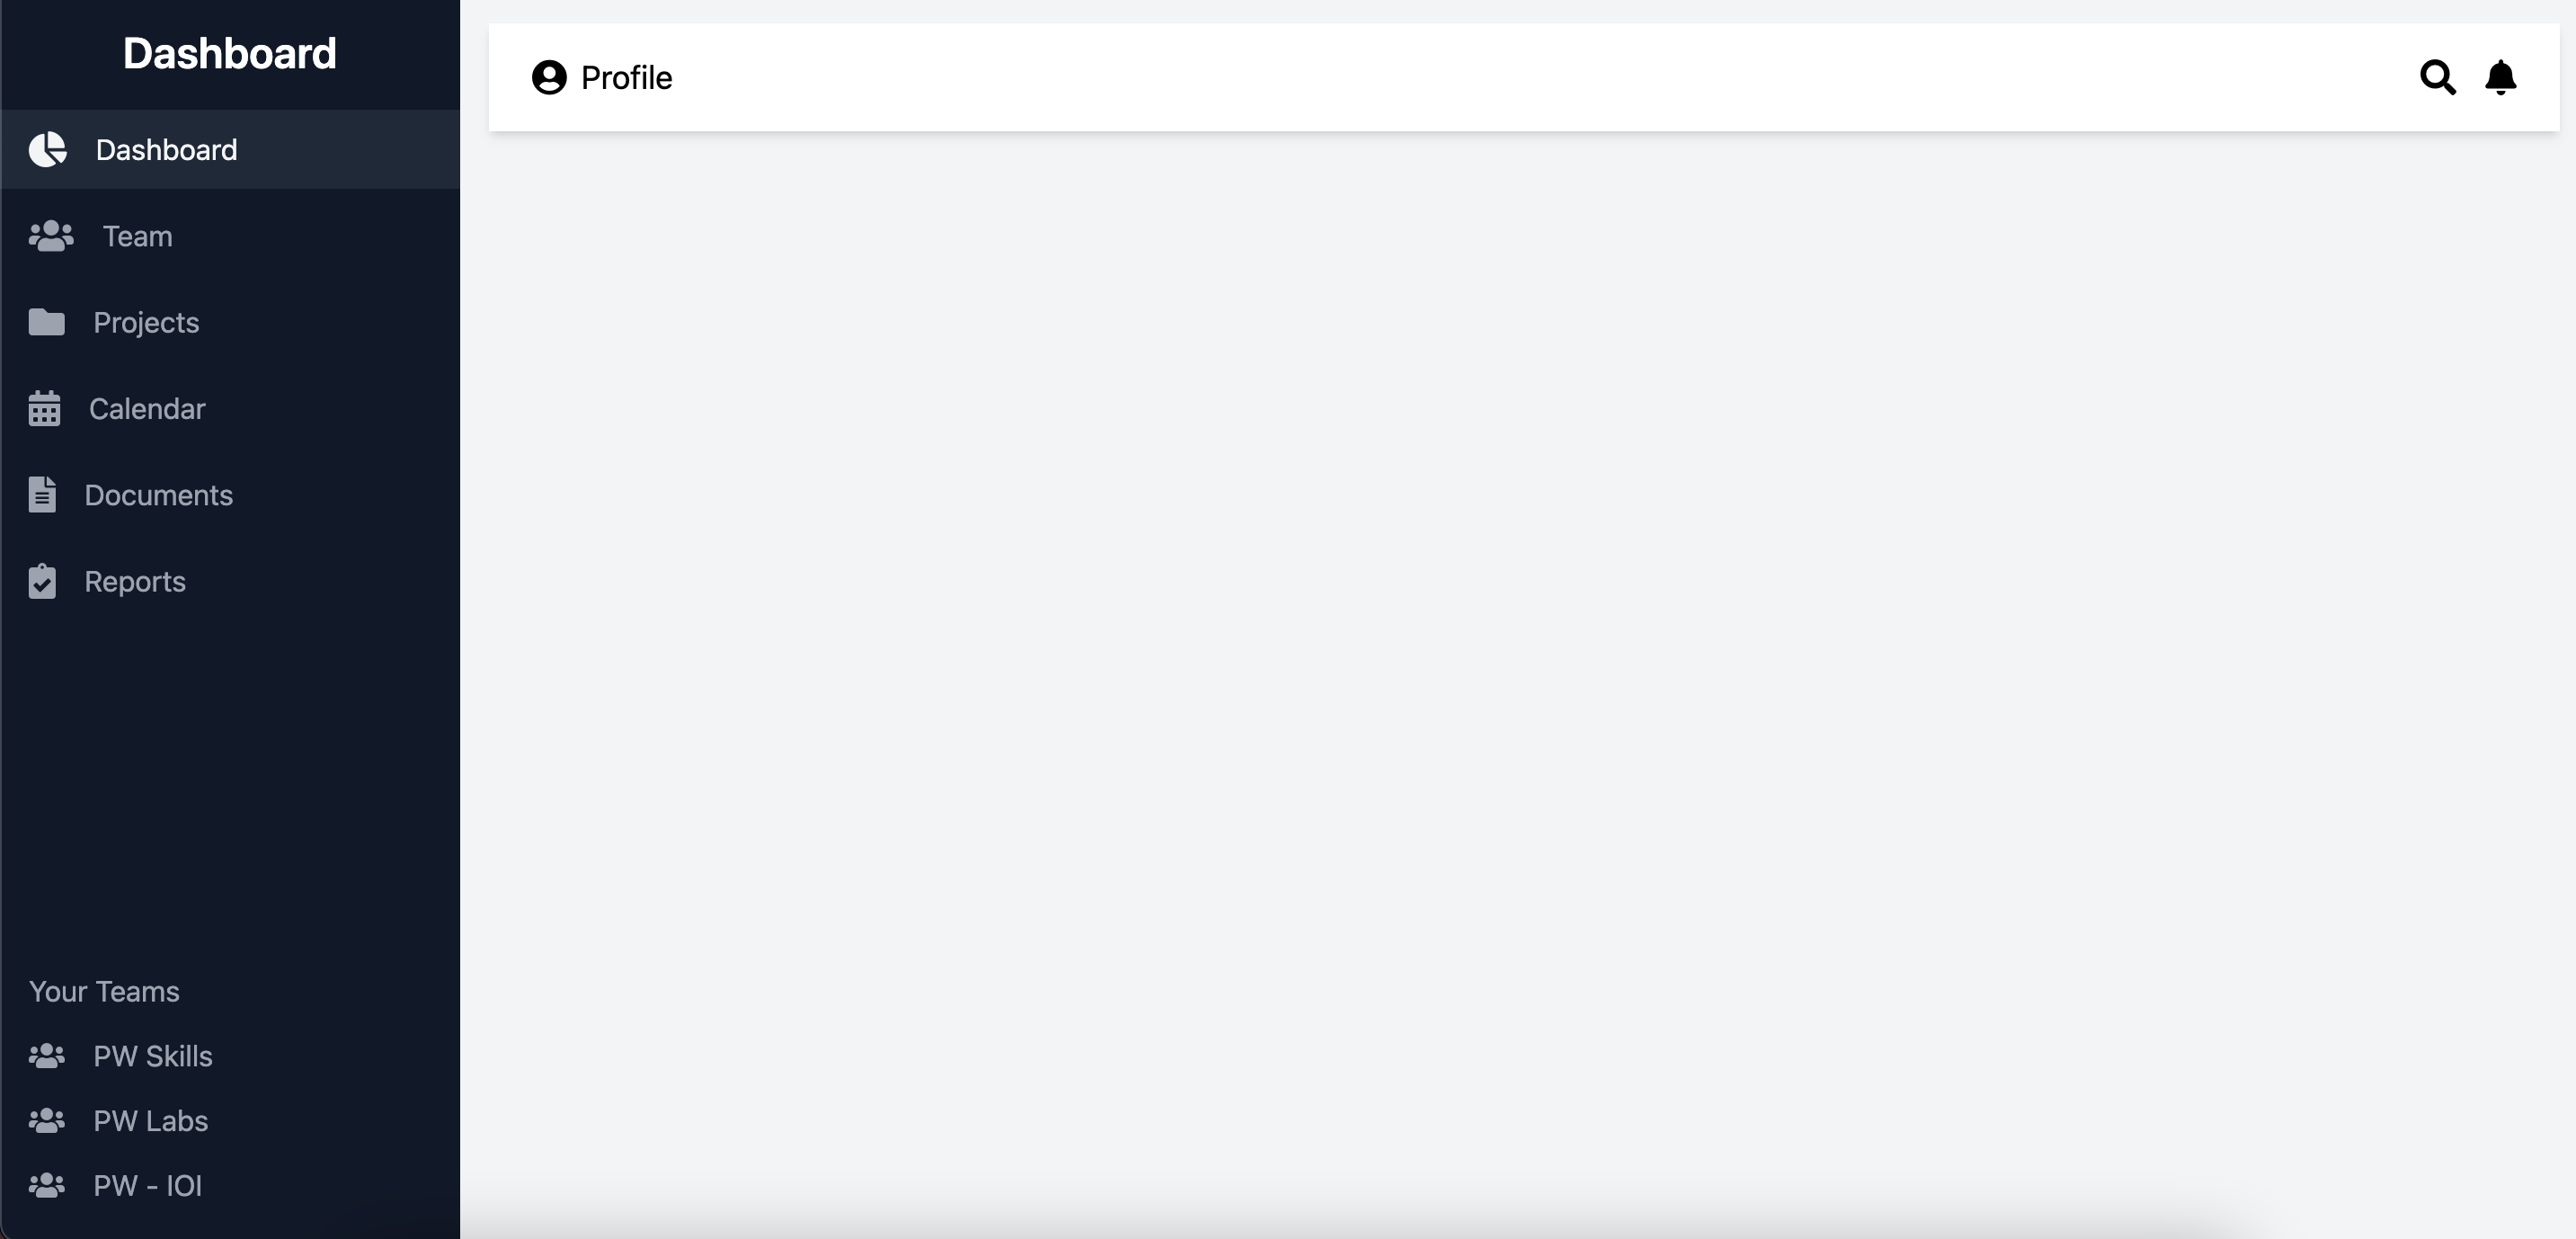 Dashboard
Dashboard
Team
Projects
Calendar
Documents
Reports
Your Teams
PW Skills
PW Labs
PW - IOI
Profile